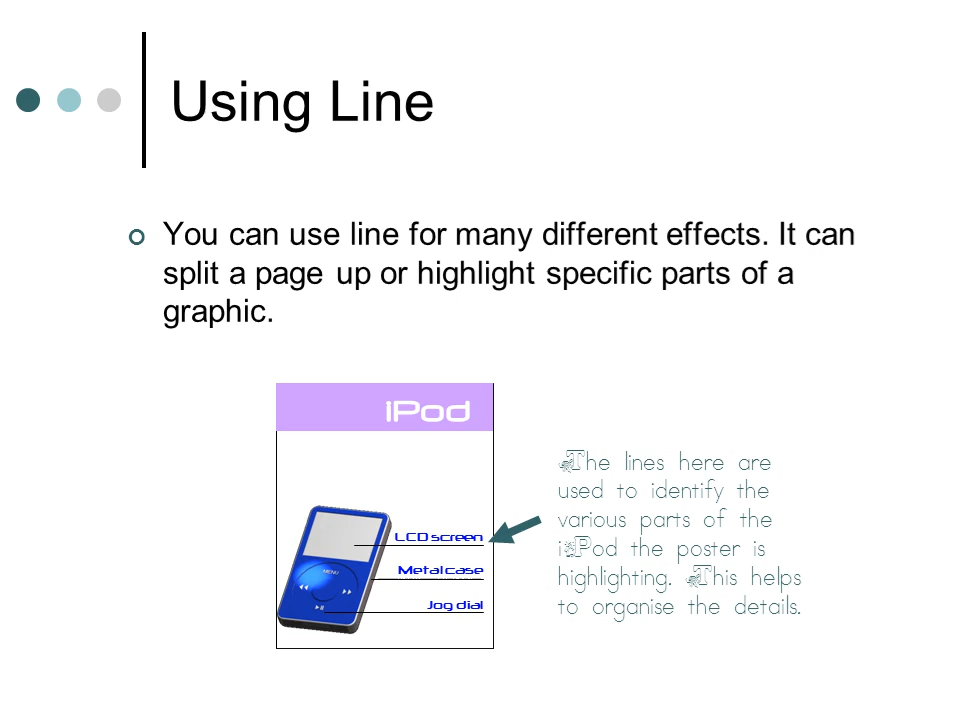 Using Line
You can use line for many different effects. It can
split a page up or highlight specific parts of a
graphic.
iPod
LCD screen
Metal case
Jog dial
MENU
The lines here are
used to identify the
various parts of the
iPod the poster is
highlighting. This helps
to organise the details.